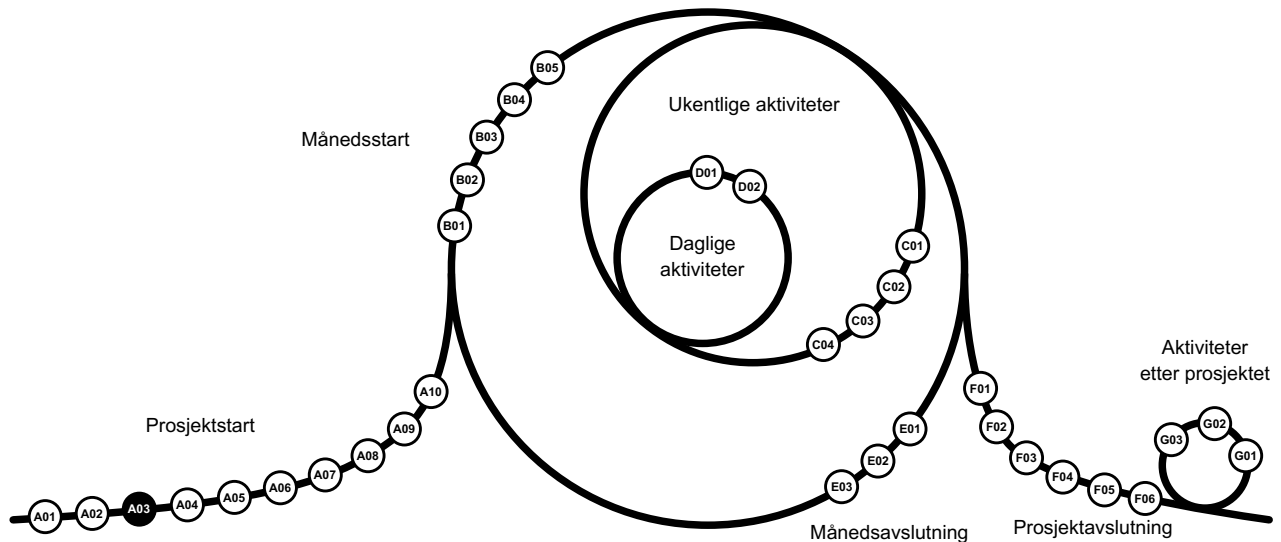 Prosjektstart
A01
A02
A03
A04
A05
A06
A07
A08
A09
A10
Månedsstart
B01
B02
B03
B04
B05
Ukentlige aktiviteter
C01
C02
C03
C04
Daglige
aktiviteter
D01
D02
Månedsavslutning
E01
E02
E03
Prosjektavslutning
F01
F02
F03
F04
F05
F06
Aktiviteter
etter prosjektet
G01
G02
G03